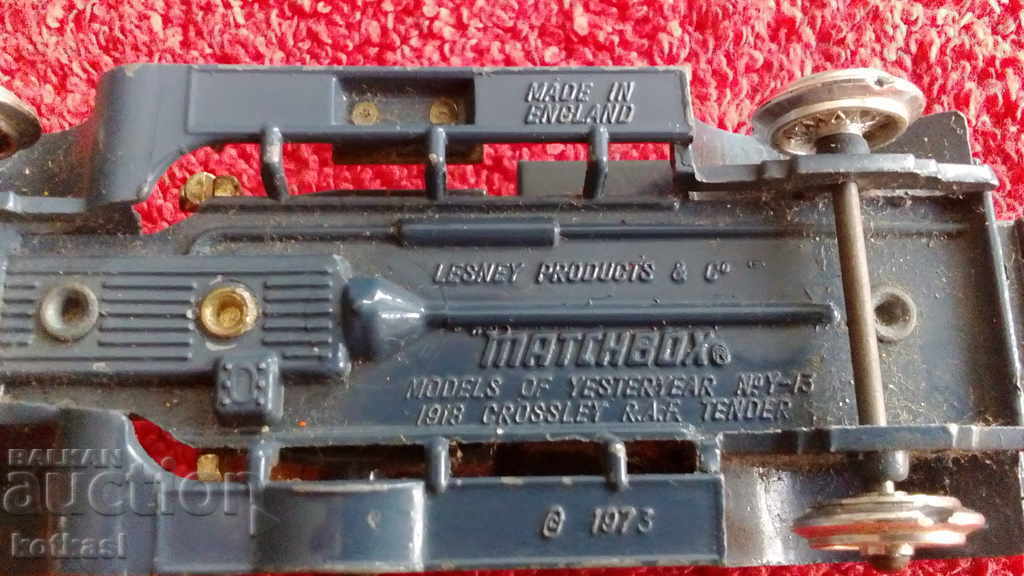 MADE IN
ENGLAND
LESNEY PRODUCTS & Cº
"MATCHBOX"®
MODELS OF YESTERYEAR Nº Y-13
1918 CROSSLEY R.A.F. TENDER
© 1973
BALKAN
auction
kotkasl